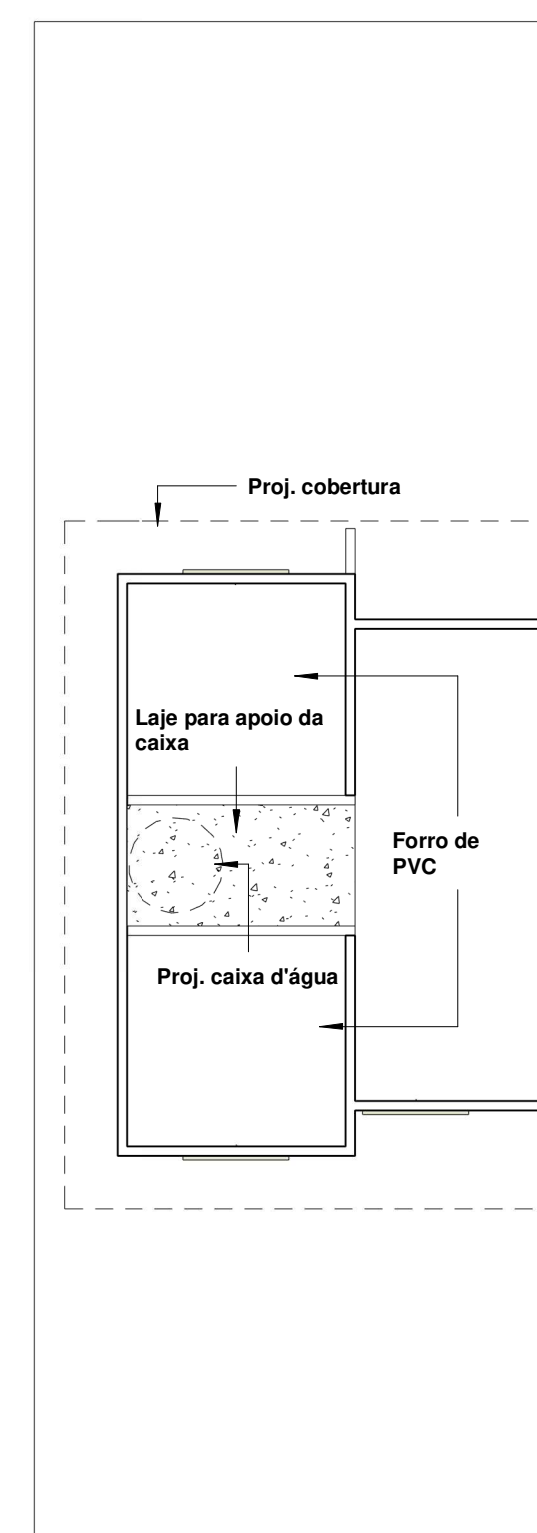 Proj. cobertura
Laje para apoio da
caixa
Forro de
PVC
Proj. caixa d'água